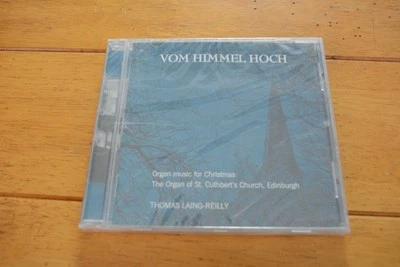 VOM HIMMEL HOCH
Organ music for Christmas
The Organ of St. Cuthbert's Church, Edinburgh
THOMAS LAING-REILLY